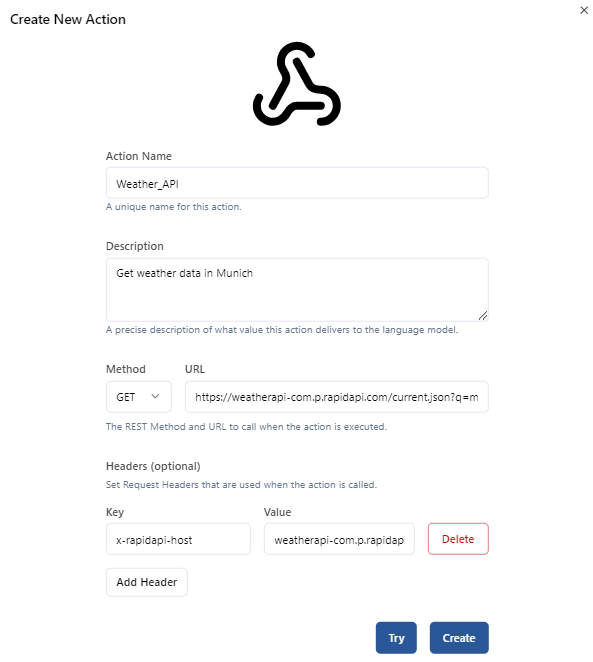 Create New Action
Action Name
Weather_API
A unique name for this action.
Description
Get weather data in Munich
A precise description of what value this action delivers to the language model.
Method URL
GET https://weatherapi-com.p.rapidapi.com/current.json?q=m
The REST Method and URL to call when the action is executed.
Headers (optional)
Set Request Headers that are used when the action is called.
Key Value
x-rapidapi-host weatherapi-com.p.rapidap Delete
Add Header
Try Create